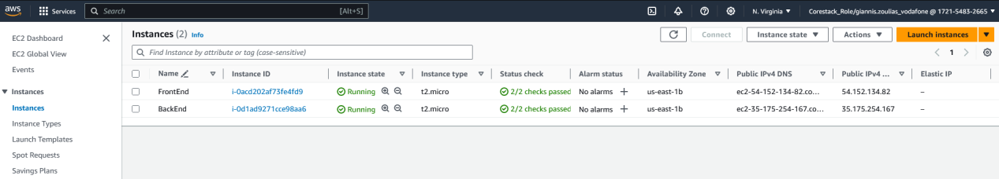 aws Services Search [Alt+S] N. Virginia Corestack_Role/giannis.zoulias_vodafone @ 1721-5483-2665
EC2 Dashboard
EC2 Global View
Events
Instances
Instances
Instance Types
Launch Templates
Spot Requests
Savings Plans
Instances (2) Info Connect Instance state Actions Launch instances
Find Instance by attribute or tag (case-sensitive) 1
Name Instance ID Instance state Instance type Status check Alarm status Availability Zone Public IPv4 DNS Public IPv4 ... Elastic IP
FrontEnd i-0acd202af73fe4fd9 Running t2.micro 2/2 checks passed No alarms + us-east-1b ec2-54-152-134-82.co... 54.152.134.82 –
BackEnd i-0d1ad9271cce98aa6 Running t2.micro 2/2 checks passed No alarms + us-east-1b ec2-35-175-254-167.co... 35.175.254.167 –